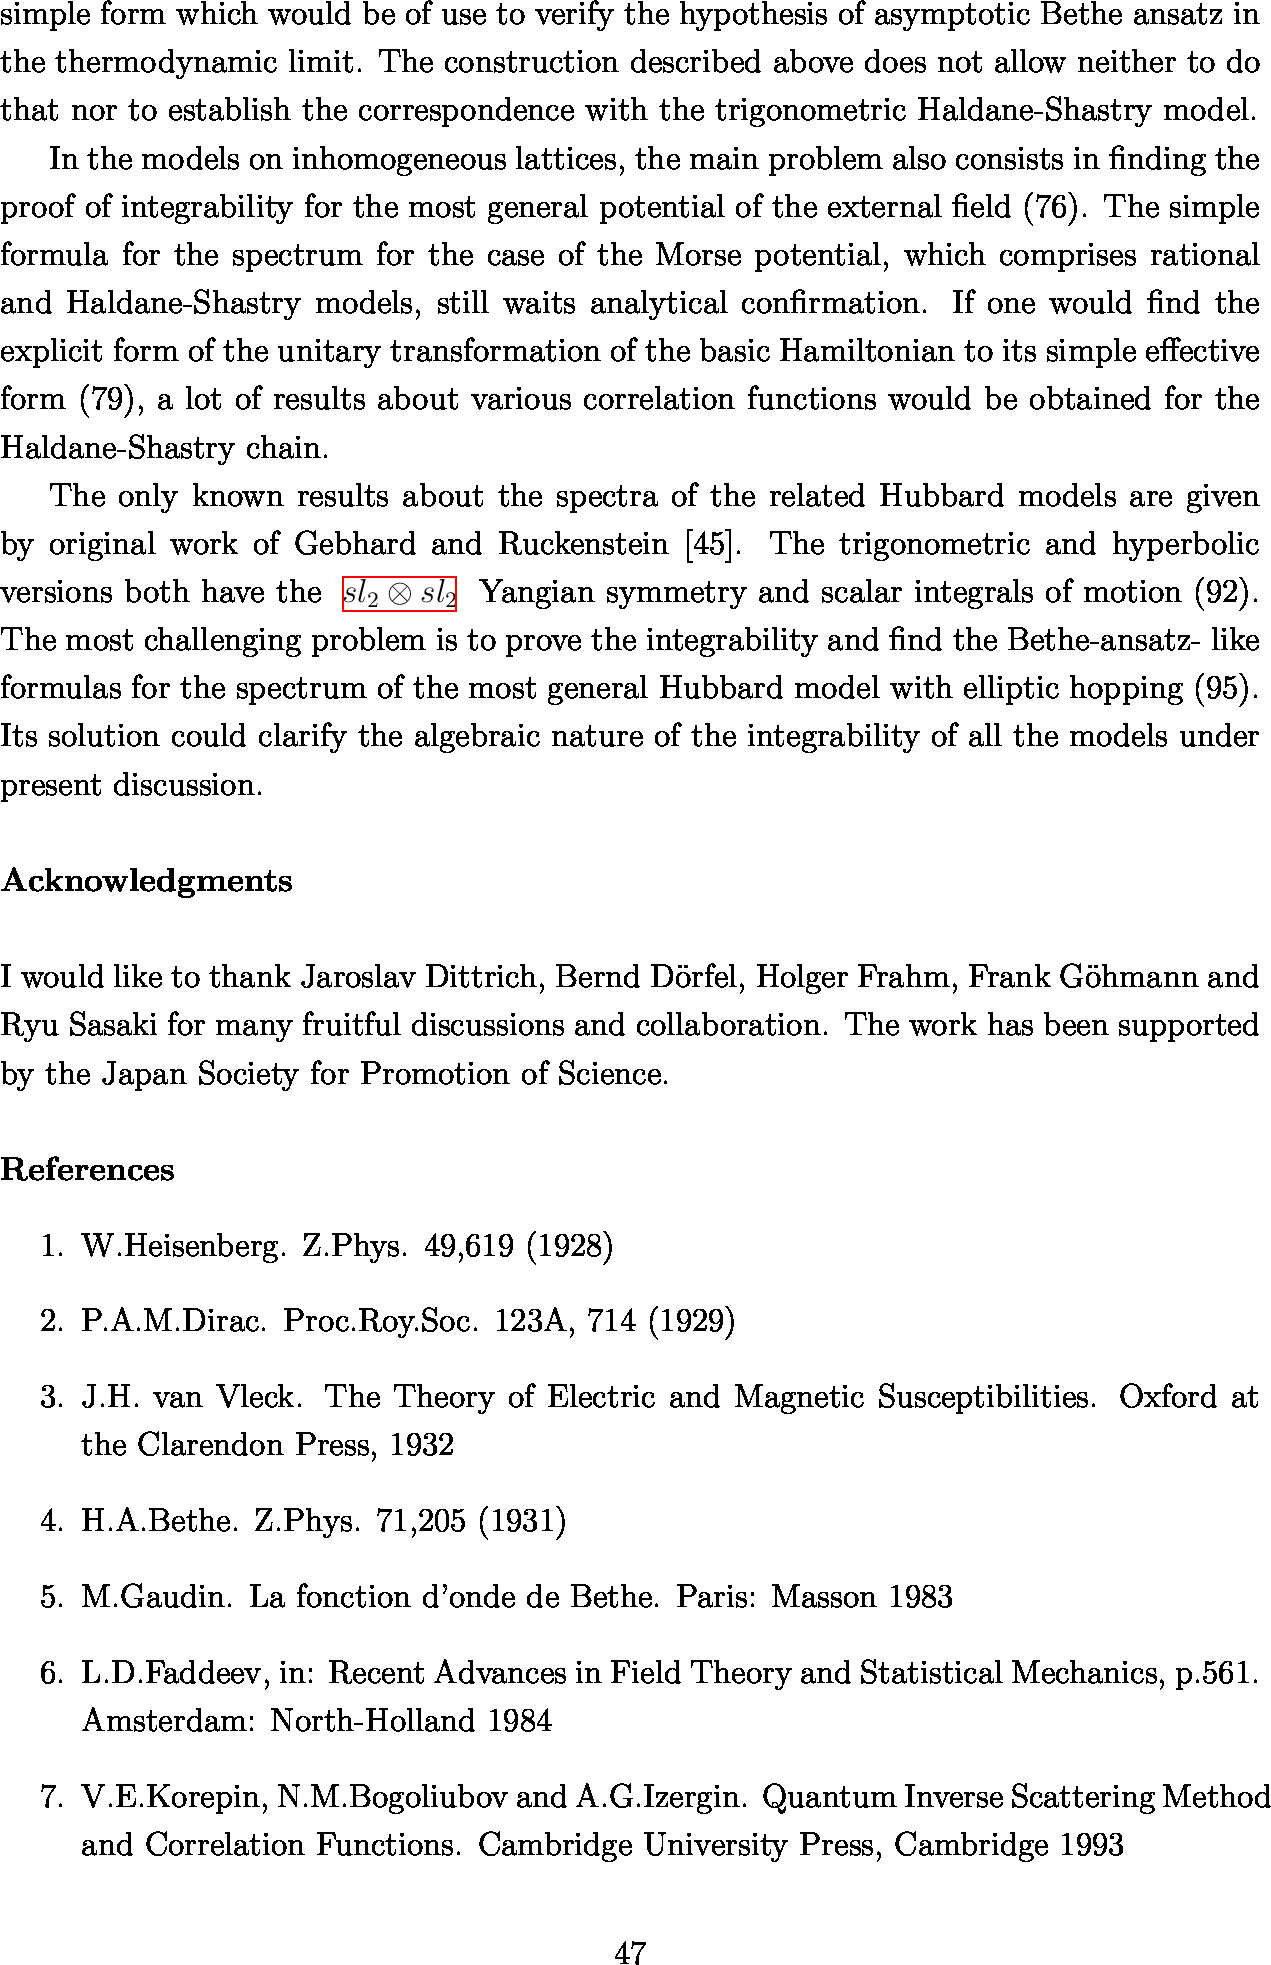 simple form which would be of use to verify the hypothesis of asymptotic Bethe ansatz in
the thermodynamic limit. The construction described above does not allow neither to do
that nor to establish the correspondence with the trigonometric Haldane-Shastry model.
In the models on inhomogeneous lattices, the main problem also consists in finding the
proof of integrability for the most general potential of the external field (76). The simple
formula for the spectrum for the case of the Morse potential, which comprises rational
and Haldane-Shastry models, still waits analytical confirmation. If one would find the
explicit form of the unitary transformation of the basic Hamiltonian to its simple effective
form (79), a lot of results about various correlation functions would be obtained for the
Haldane-Shastry chain.
The only known results about the spectra of the related Hubbard models are given
by original work of Gebhard and Ruckenstein [45]. The trigonometric and hyperbolic
versions both have the sl₂ ⊗ sl₂ Yangian symmetry and scalar integrals of motion (92).
The most challenging problem is to prove the integrability and find the Bethe-ansatz- like
formulas for the spectrum of the most general Hubbard model with elliptic hopping (95).
Its solution could clarify the algebraic nature of the integrability of all the models under
present discussion.
Acknowledgments
I would like to thank Jaroslav Dittrich, Bernd Dörfel, Holger Frahm, Frank Göhmann and
Ryu Sasaki for many fruitful discussions and collaboration. The work has been supported
by the Japan Society for Promotion of Science.
References
1. W.Heisenberg. Z.Phys. 49,619 (1928)
2. P.A.M.Dirac. Proc.Roy.Soc. 123A, 714 (1929)
3. J.H. van Vleck. The Theory of Electric and Magnetic Susceptibilities. Oxford at
the Clarendon Press, 1932
4. H.A.Bethe. Z.Phys. 71,205 (1931)
5. M.Gaudin. La fonction d'onde de Bethe. Paris: Masson 1983
6. L.D.Faddeev, in: Recent Advances in Field Theory and Statistical Mechanics, p.561.
Amsterdam: North-Holland 1984
7. V.E.Korepin, N.M.Bogoliubov and A.G.Izergin. Quantum Inverse Scattering Method
and Correlation Functions. Cambridge University Press, Cambridge 1993
47